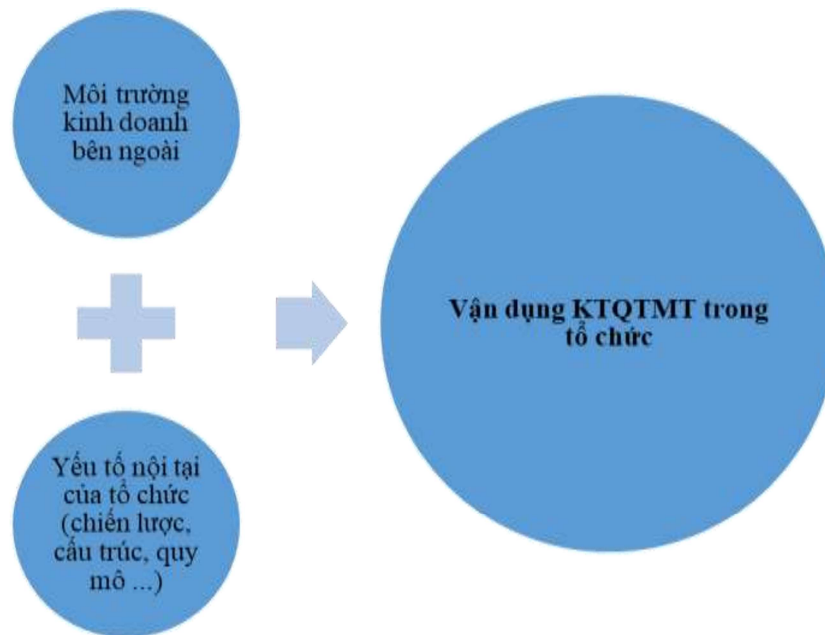 Môi trường
kinh doanh
bên ngoài
Yếu tố nội tại
của tổ chức
(chiến lược,
cấu trúc, quy
mô ...)
Vận dụng KTQTMT trong
tổ chức